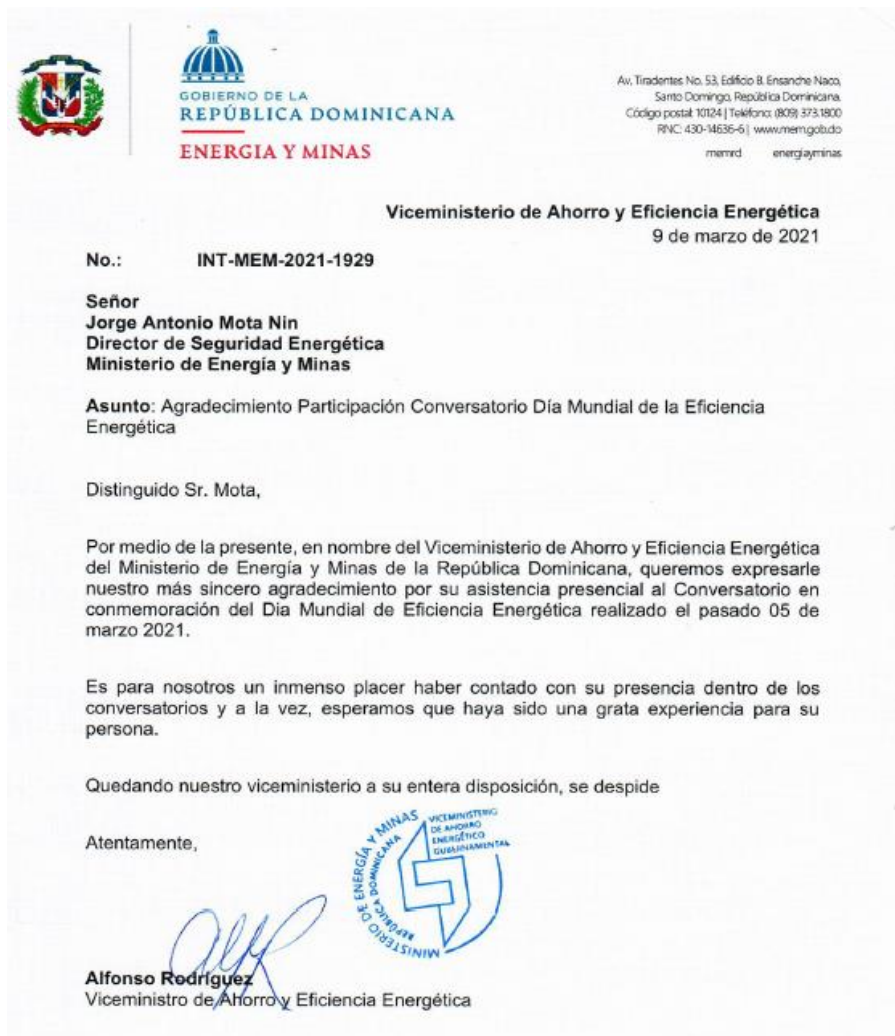 GOBIERNO DE LA
REPÚBLICA DOMINICANA
ENERGIA Y MINAS
Av. Tiradentes No. 53, Edificio B. Ensanche Naco,
Santo Domingo, República Dominicana.
Código postal: 10124 | Teléfono: (809) 373.1800
RNC: 430-14636-6 | www.mem.gob.do
memrd energiayminas
Viceministerio de Ahorro y Eficiencia Energética
9 de marzo de 2021
No.: INT-MEM-2021-1929
Señor
Jorge Antonio Mota Nin
Director de Seguridad Energética
Ministerio de Energía y Minas
Asunto: Agradecimiento Participación Conversatorio Día Mundial de la Eficiencia
Energética
Distinguido Sr. Mota,
Por medio de la presente, en nombre del Viceministerio de Ahorro y Eficiencia Energética
del Ministerio de Energía y Minas de la República Dominicana, queremos expresarle
nuestro más sincero agradecimiento por su asistencia presencial al Conversatorio en
conmemoración del Dia Mundial de Eficiencia Energética realizado el pasado 05 de
marzo 2021.
Es para nosotros un inmenso placer haber contado con su presencia dentro de los
conversatorios y a la vez, esperamos que haya sido una grata experiencia para su
persona.
Quedando nuestro viceministerio a su entera disposición, se despide
Atentamente,
MINISTERIO DE ENERGÍA Y MINAS
REPÚBLICA DOMINICANA
VICEMINISTERIO
DE AHORRO
ENERGÉTICO
GUBERNAMENTAL
Alfonso Rodríguez
Viceministro de Ahorro y Eficiencia Energética